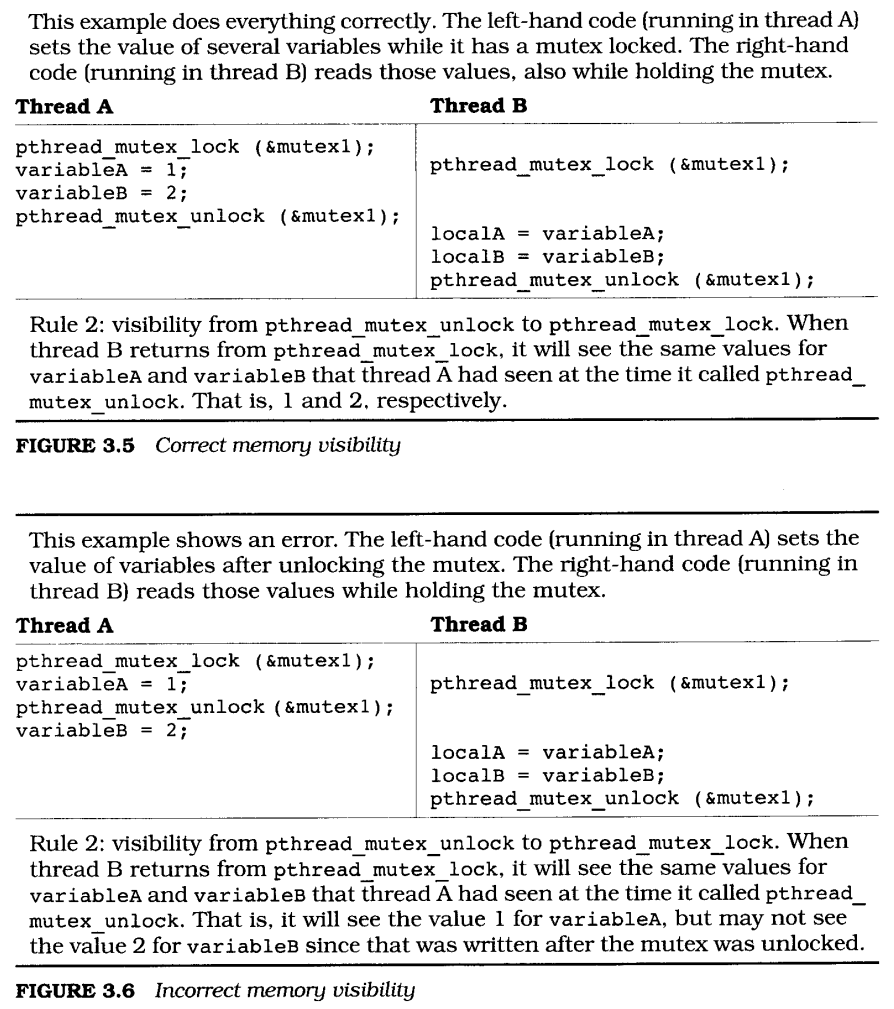 This example does everything correctly. The left-hand code (running in thread A)
sets the value of several variables while it has a mutex locked. The right-hand
code (running in thread B) reads those values, also while holding the mutex.
Thread A
Thread B
pthread_mutex_lock (&mutex1);
variableA = 1;
variableB = 2;
pthread_mutex_unlock (&mutex1);
pthread_mutex_lock (&mutex1);
localA = variableA;
localB = variableB;
pthread_mutex_unlock (&mutex1);
Rule 2: visibility from pthread_mutex_unlock to pthread_mutex_lock. When
thread B returns from pthread_mutex_lock, it will see the same values for
variableA and variableB that thread A had seen at the time it called pthread_
mutex_unlock. That is, 1 and 2, respectively.
FIGURE 3.5 Correct memory visibility
This example shows an error. The left-hand code (running in thread A) sets the
value of variables after unlocking the mutex. The right-hand code (running in
thread B) reads those values while holding the mutex.
Thread A
Thread B
pthread_mutex_lock (&mutex1);
variableA = 1;
pthread_mutex_unlock (&mutex1);
variableB = 2;
pthread_mutex_lock (&mutex1);
localA = variableA;
localB = variableB;
pthread_mutex_unlock (&mutex1);
Rule 2: visibility from pthread_mutex_unlock to pthread_mutex_lock. When
thread B returns from pthread_mutex_lock, it will see the same values for
variableA and variableB that thread A had seen at the time it called pthread_
mutex_unlock. That is, it will see the value 1 for variableA, but may not see
the value 2 for variableB since that was written after the mutex was unlocked.
FIGURE 3.6 Incorrect memory visibility